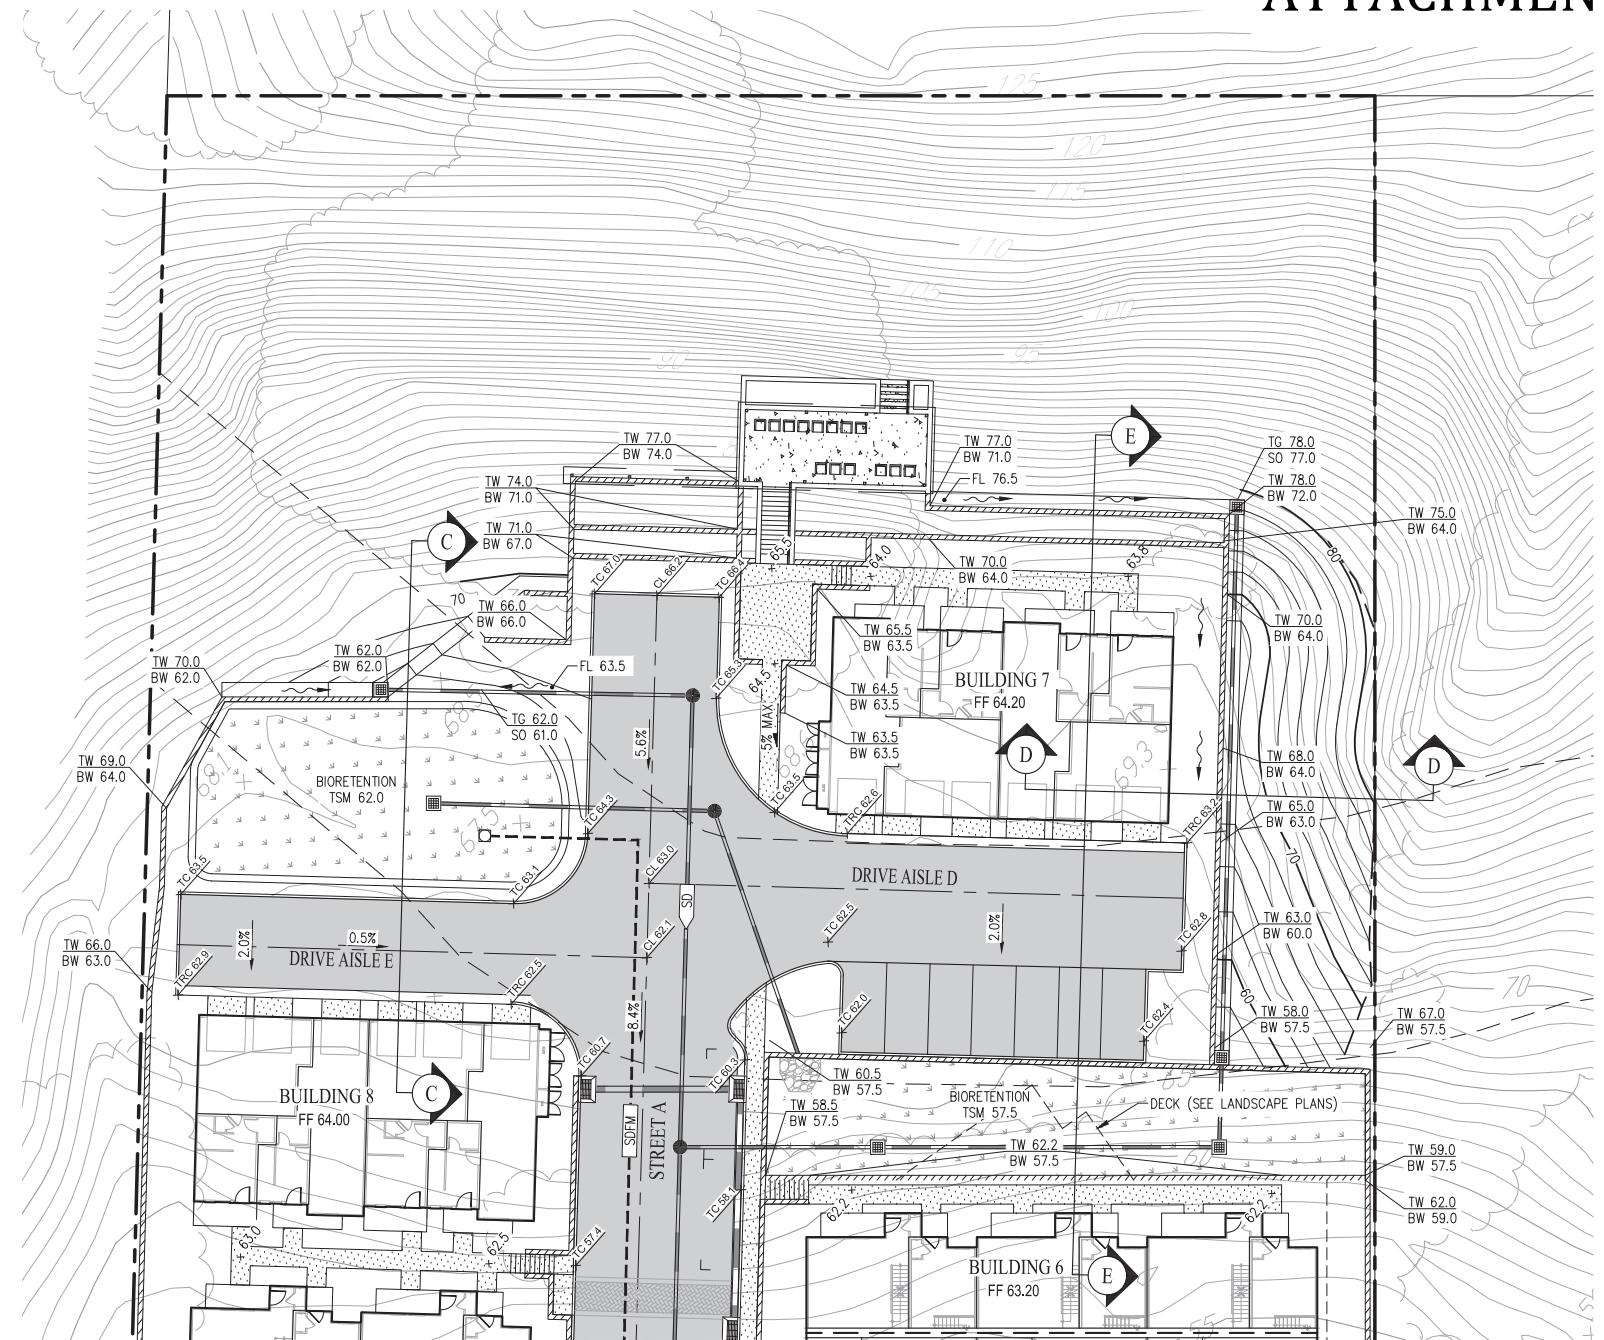 ATTACHMEN
125
120
115
110
105
100
95
90
TW 77.0
BW 74.0
TW 77.0
BW 71.0
FL 76.5
E
TG 78.0
SO 77.0
TW 78.0
BW 72.0
TW 74.0
BW 71.0
TW 75.0
BW 64.0
C
TW 71.0
BW 67.0
80
TC 67.0
CL 66.2
TC 66.4
65.5
64.0
TW 70.0
BW 64.0
63.8
70
TW 66.0
BW 66.0
TW 65.5
BW 63.5
TW 70.0
BW 64.0
TW 62.0
BW 62.0
TW 70.0
BW 62.0
FL 63.5
TC 65.3
64.5
BUILDING 7
FF 64.20
TW 64.5
BW 63.5
68.5
TG 62.0
SO 61.0
5% MAX
TW 63.5
BW 63.5
5.6%
D
D
69.3
TW 69.0
BW 64.0
68.1
BIORETENTION
TSM 62.0
TW 68.0
BW 64.0
TC 63.5
TRC 62.6
TRC 63.2
TW 65.0
BW 63.0
67.5
TC 64.3
70
TC 63.5
TC 63.1
CL 63.0
DRIVE AISLE D
SD
TC 62.5
2.0%
TC 62.8
TW 63.0
BW 60.0
TW 66.0
BW 63.0
2.0%
0.5%
DRIVE AISLE E
CL 62.1
TRC 62.9
TRC 62.5
70
60
8.4%
TC 62.0
TC 62.4
TW 58.0
BW 57.5
TW 67.0
BW 57.5
TC 60.7
TC 60.3
TW 60.5
BW 57.5
65
BUILDING 8
FF 64.00
C
BIORETENTION
TSM 57.5
DECK (SEE LANDSCAPE PLANS)
TW 58.5
BW 57.5
SDFM
STREET A
TW 62.2
BW 57.5
60
TW 59.0
BW 57.5
TC 58.1
62.2
62.2
TW 62.0
BW 59.0
63.0
62.5
TC 57.4
BUILDING 6
FF 63.20
E
55